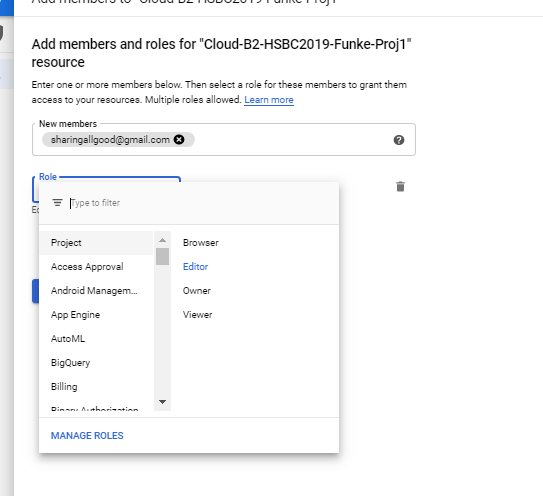 Add members to "Cloud-B2-HSBC2019-Funke-Proj1"
Add members and roles for "Cloud-B2-HSBC2019-Funke-Proj1"
resource
Enter one or more members below. Then select a role for these members to grant them
access to your resources. Multiple roles allowed. Learn more
New members
sharingallgood@gmail.com
Role
Type to filter
Project
Browser
Access Approval
Editor
Android Managem...
Owner
App Engine
Viewer
AutoML
BigQuery
Billing
Binary Authorization
MANAGE ROLES